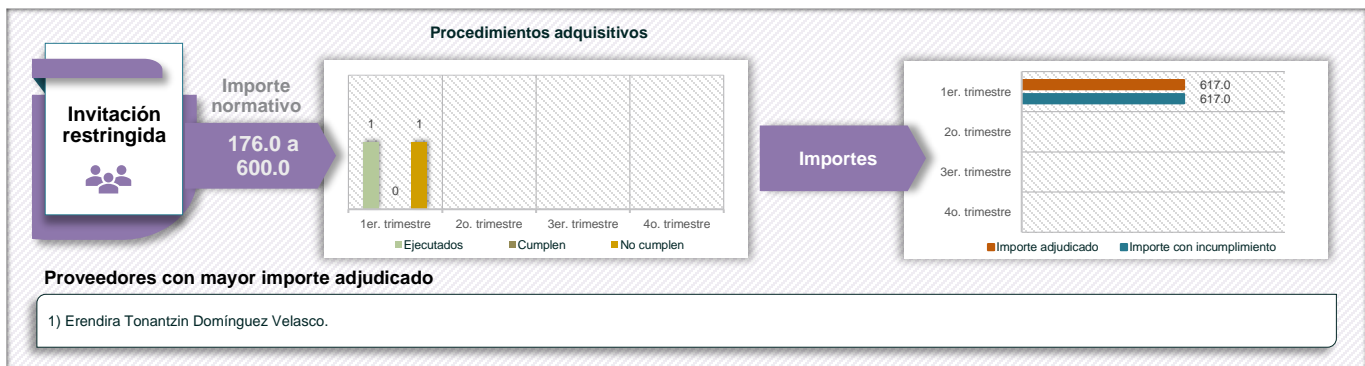 Procedimientos adquisitivos
Invitación
restringida
Importe
normativo
176.0 a
600.0
1
0
1
1er. trimestre
2o. trimestre
3er. trimestre
4o. trimestre
Ejecutados
Cumplen
No cumplen
Importes
1er. trimestre
617.0
617.0
2o. trimestre
3er. trimestre
4o. trimestre
Importe adjudicado
Importe con incumplimiento
Proveedores con mayor importe adjudicado
1) Erendira Tonantzin Domínguez Velasco.